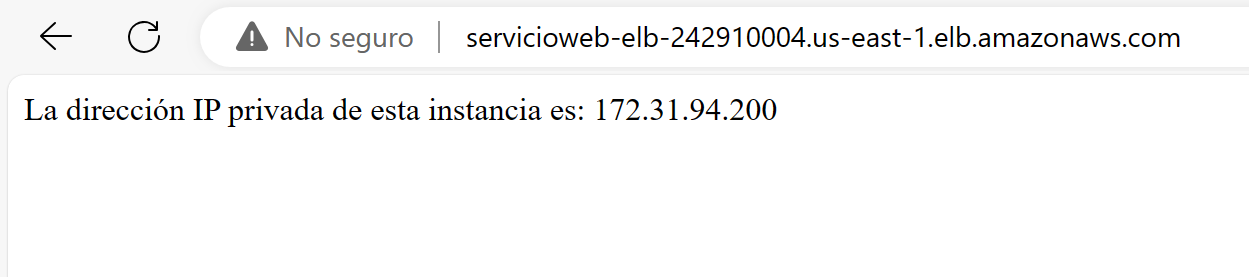 No seguro servicioweb-elb-242910004.us-east-1.elb.amazonaws.com
La dirección IP privada de esta instancia es: 172.31.94.200